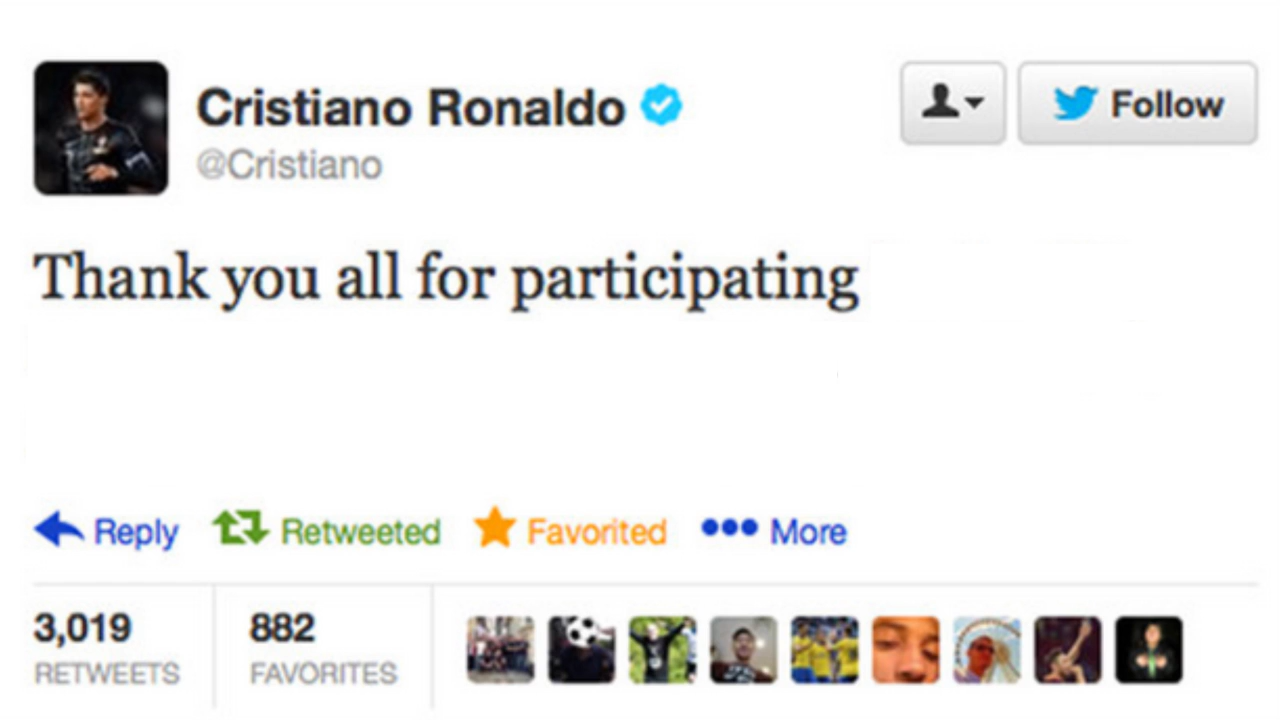 Cristiano Ronaldo
@Cristiano
Follow
Thank you all for participating
Reply Retweeted Favorited More
3,019 882
RETWEETS FAVORITES